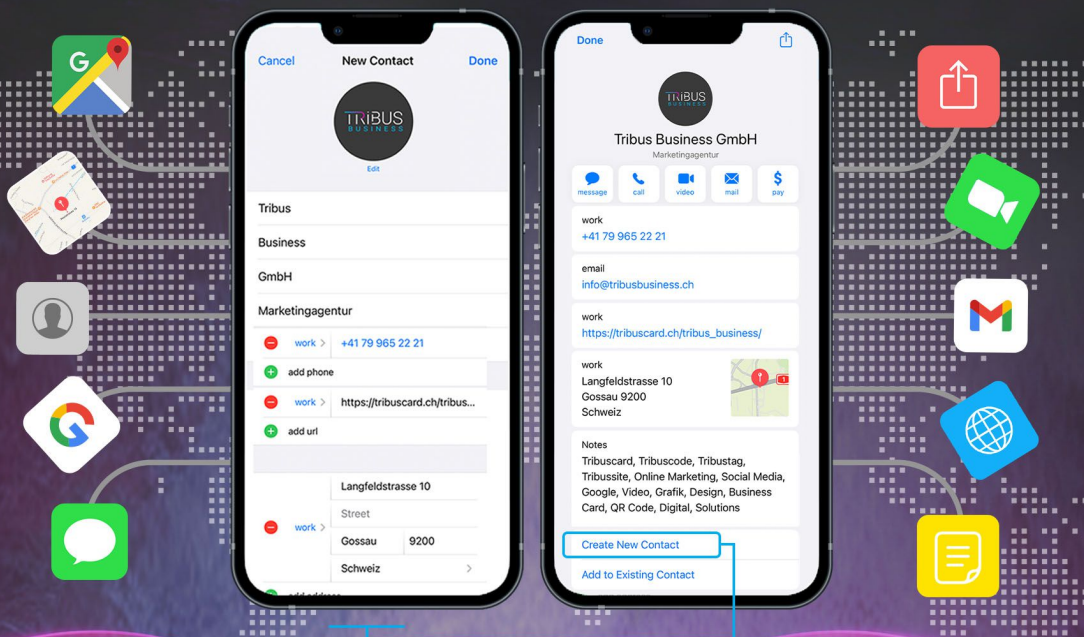 Cancel
New Contact
Done
TRiBUS
BUSINESS
Edit
Tribus
Business
GmbH
Marketingagentur
work
+41 79 965 22 21
add phone
work
https://tribuscard.ch/tribus...
add url
work
Langfeldstrasse 10
Street
Gossau
9200
Schweiz
add address
Done
TRiBUS
BUSINESS
Tribus Business GmbH
Marketingagentur
message
call
video
mail
$
pay
work
+41 79 965 22 21
email
info@tribusbusiness.ch
work
https://tribuscard.ch/tribus_business/
work
Langfeldstrasse 10
Gossau 9200
Schweiz
1
Notes
Tribuscard, Tribuscode, Tribustag,
Tribussite, Online Marketing, Social Media,
Google, Video, Grafik, Design, Business
Card, QR Code, Digital, Solutions
Create New Contact
Add to Existing Contact
G
G
M